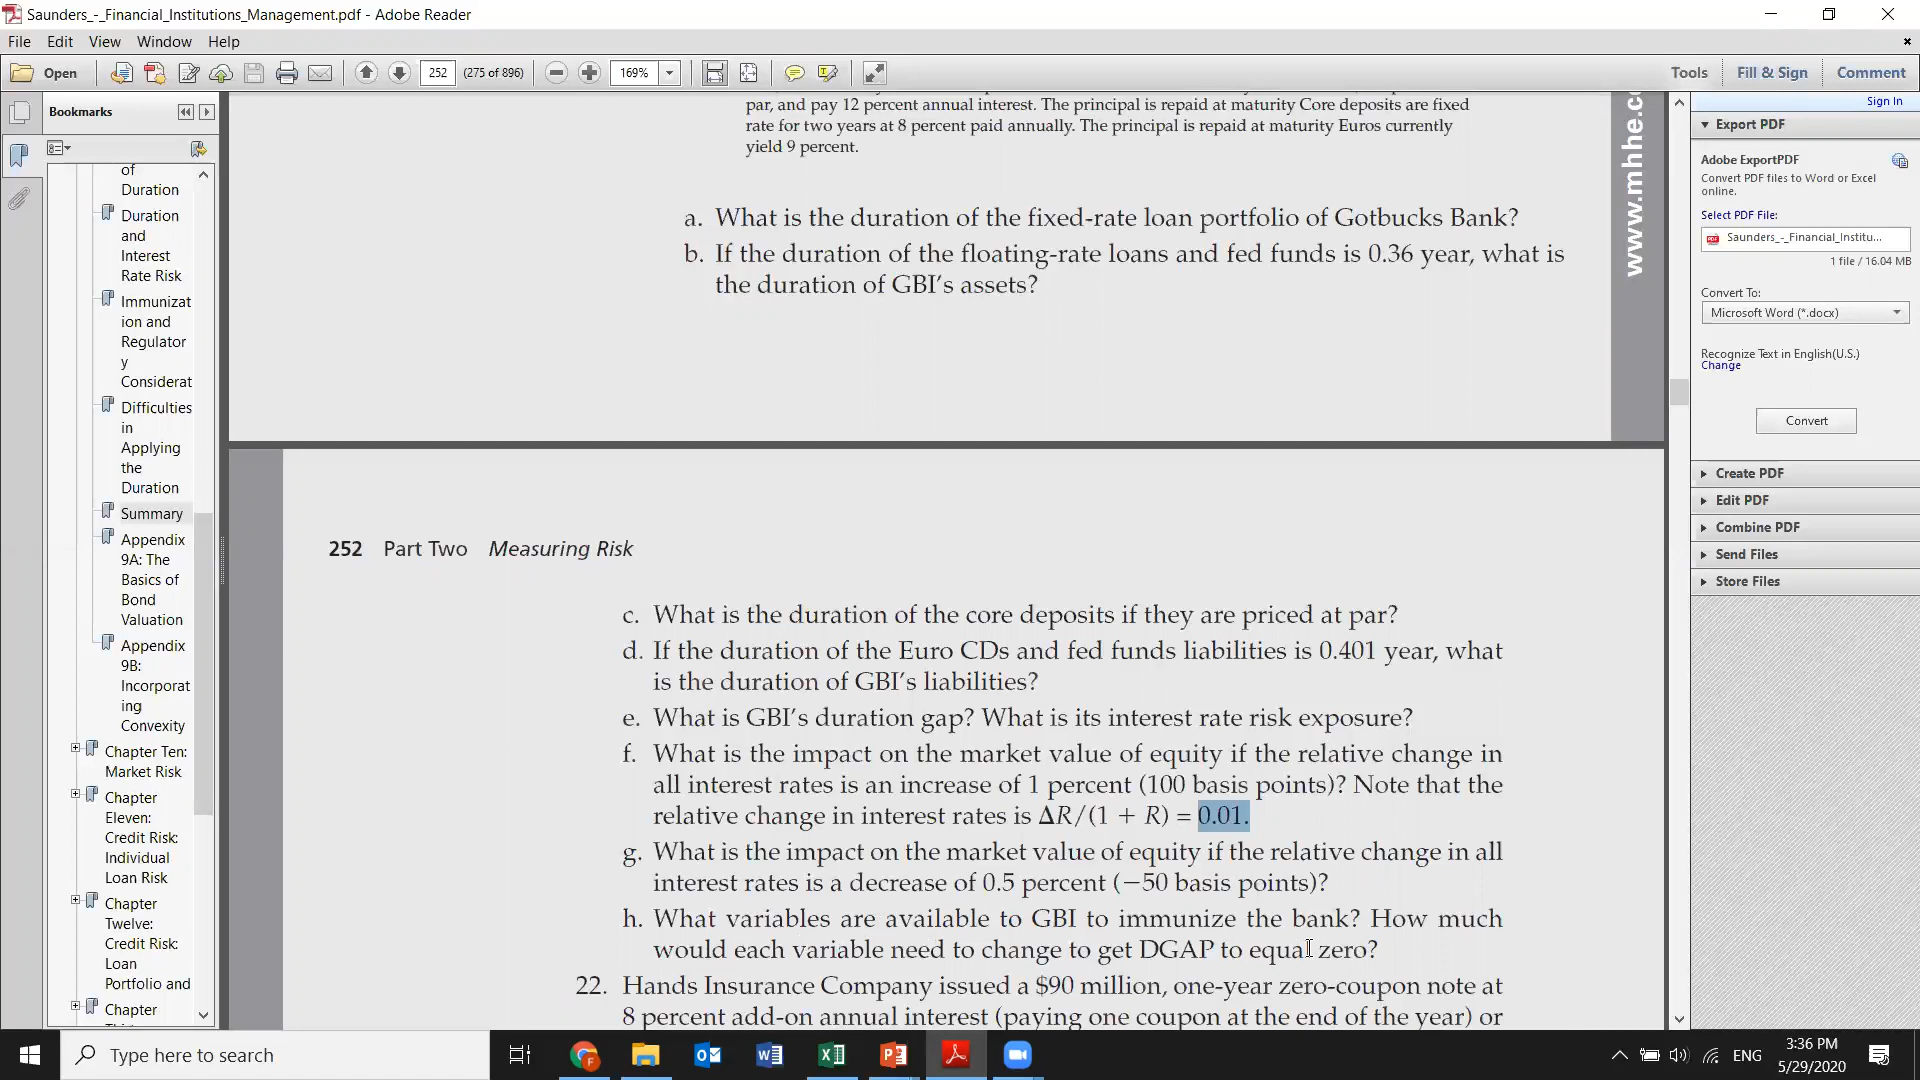 Saunders_-_Financial_Institutions_Management.pdf - Adobe Reader
File Edit View Window Help
Open 252 (275 of 896) 169% Tools Fill & Sign Comment
Bookmarks
of
Duration
Duration
and
Interest
Rate Risk
Immunizat
ion and
Regulator
y
Considerat
Difficulties
in
Applying
the
Duration
Summary
Appendix
9A: The
Basics of
Bond
Valuation
Appendix
9B:
Incorporat
ing
Convexity
Chapter Ten:
Market Risk
Chapter
Eleven:
Credit Risk:
Individual
Loan Risk
Chapter
Twelve:
Credit Risk:
Loan
Portfolio and
Chapter
par, and pay 12 percent annual interest. The principal is repaid at maturity Core deposits are fixed
rate for two years at 8 percent paid annually. The principal is repaid at maturity Euros currently
yield 9 percent.
a. What is the duration of the fixed-rate loan portfolio of Gotbucks Bank?
b. If the duration of the floating-rate loans and fed funds is 0.36 year, what is
the duration of GBI's assets?
www.mhhe.co
252 Part Two Measuring Risk
c. What is the duration of the core deposits if they are priced at par?
d. If the duration of the Euro CDs and fed funds liabilities is 0.401 year, what
is the duration of GBI's liabilities?
e. What is GBI's duration gap? What is its interest rate risk exposure?
f. What is the impact on the market value of equity if the relative change in
all interest rates is an increase of 1 percent (100 basis points)? Note that the
relative change in interest rates is ΔR/(1 + R) = 0.01.
g. What is the impact on the market value of equity if the relative change in all
interest rates is a decrease of 0.5 percent (−50 basis points)?
h. What variables are available to GBI to immunize the bank? How much
would each variable need to change to get DGAP to equal zero?
22. Hands Insurance Company issued a $90 million, one-year zero-coupon note at
8 percent add-on annual interest (paying one coupon at the end of the year) or
Sign In
Export PDF
Adobe ExportPDF
Convert PDF files to Word or Excel
online.
Select PDF File:
Saunders_-_Financial_Institu...
1 file / 16.04 MB
Convert To:
Microsoft Word (*.docx)
Recognize Text in English(U.S.)
Change
Convert
Create PDF
Edit PDF
Combine PDF
Send Files
Store Files
Type here to search
ENG
3:36 PM
5/29/2020